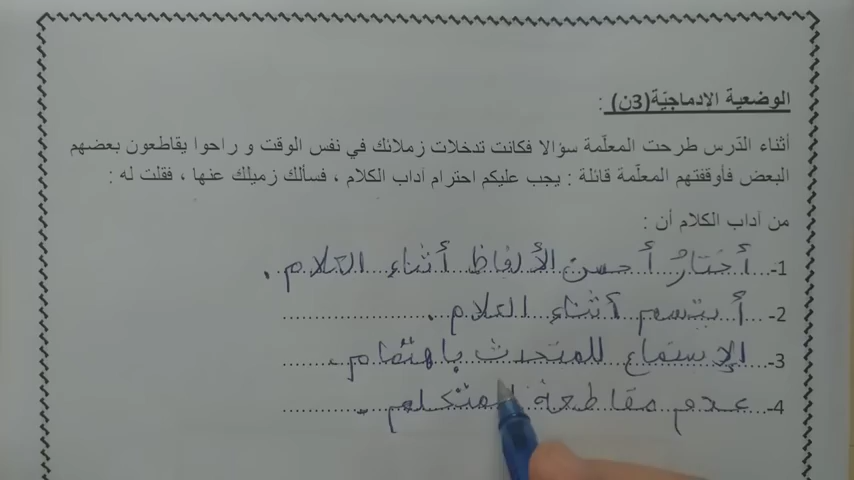 الوضعية الإدماجيّة(3ن) :
أثناء الدّرس طرحت المعلّمة سؤالا فكانت تدخلات زملائك في نفس الوقت و راحوا يقاطعون بعضهم
البعض فأوقفتهم المعلّمة قائلة : يجب عليكم احترام آداب الكلام ، فسألك زميلك عنها ، فقلت له :
من آداب الكلام أن :
1- أختارُ أحسن الألفاظ أثناء الكلام.
2- أبتسم أثناء الكلام.
3- الإستماع للمتحدث باهتمام.
4- عدم مقاطعة المتكلم.